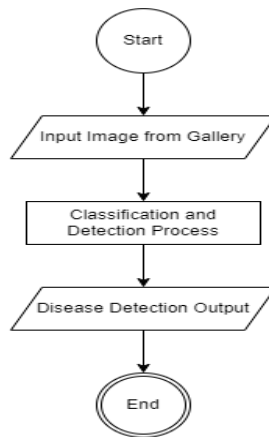 Start
Input Image from Gallery
Classification and
Detection Process
Disease Detection Output
End